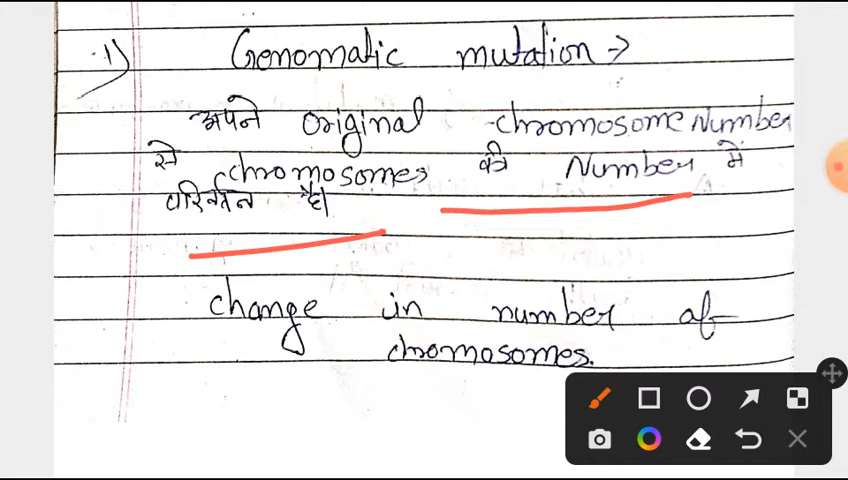 1) Genomatic mutation →
अपने original chromosome Number
से chromosomes की Number में
परिवर्तन है।
change in number of
chromosomes.